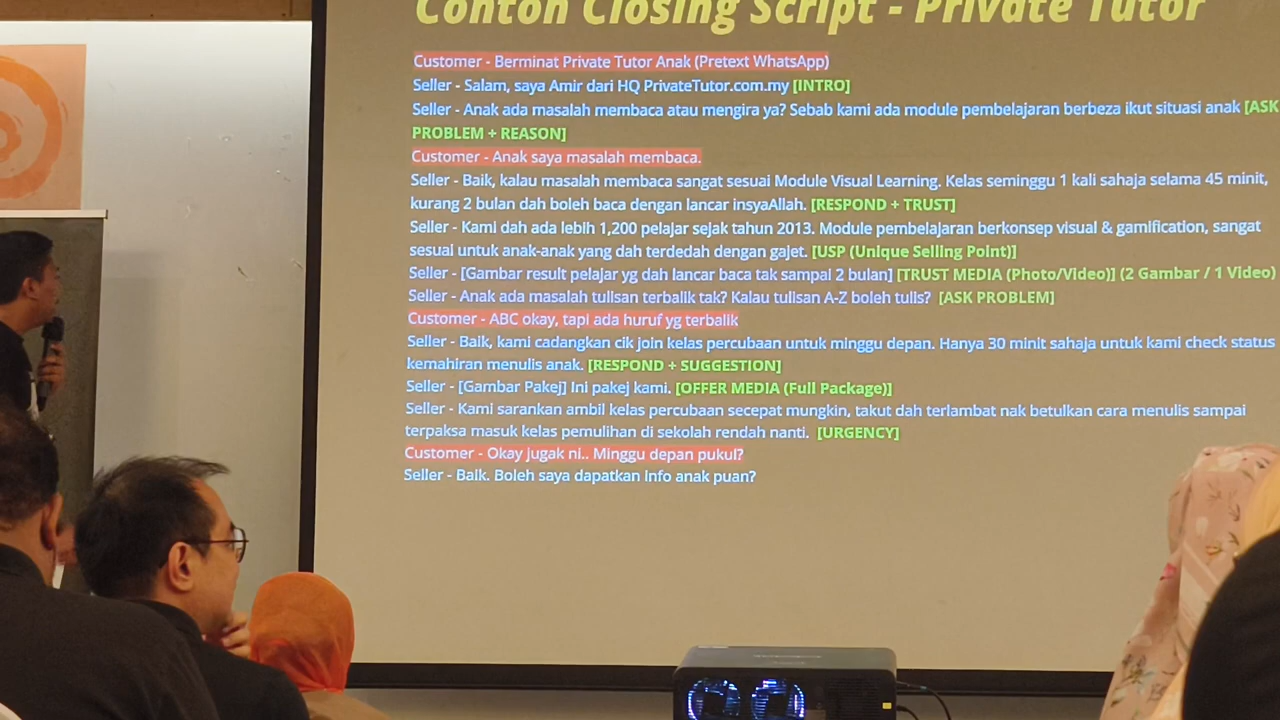 Contoh Closing Script - Private Tutor
Customer - Berminat Private Tutor Anak (Pretext WhatsApp)
Seller - Salam, saya Amir dari HQ PrivateTutor.com.my [INTRO]
Seller - Anak ada masalah membaca atau mengira ya? Sebab kami ada module pembelajaran berbeza ikut situasi anak [ASK
PROBLEM + REASON]
Customer - Anak saya masalah membaca.
Seller - Baik, kalau masalah membaca sangat sesuai Module Visual Learning. Kelas seminggu 1 kali sahaja selama 45 minit,
kurang 2 bulan dah boleh baca dengan lancar insyaAllah. [RESPOND + TRUST]
Seller - Kami dah ada lebih 1,200 pelajar sejak tahun 2013. Module pembelajaran berkonsep visual & gamification, sangat
sesuai untuk anak-anak yang dah terdedah dengan gajet. [USP (Unique Selling Point)]
Seller - [Gambar result pelajar yg dah lancar baca tak sampai 2 bulan] [TRUST MEDIA (Photo/Video)] (2 Gambar / 1 Video)
Seller - Anak ada masalah tulisan terbalik tak? Kalau tulisan A-Z boleh tulis? [ASK PROBLEM]
Customer - ABC okay, tapi ada huruf yg terbalik
Seller - Baik, kami cadangkan cik join kelas percubaan untuk minggu depan. Hanya 30 minit sahaja untuk kami check status
kemahiran menulis anak. [RESPOND + SUGGESTION]
Seller - [Gambar Pakej] Ini pakej kami. [OFFER MEDIA (Full Package)]
Seller - Kami sarankan ambil kelas percubaan secepat mungkin, takut dah terlambat nak betulkan cara menulis sampai
terpaksa masuk kelas pemulihan di sekolah rendah nanti. [URGENCY]
Customer - Okay jugak ni.. Minggu depan pukul?
Seller - Baik. Boleh saya dapatkan info anak puan?